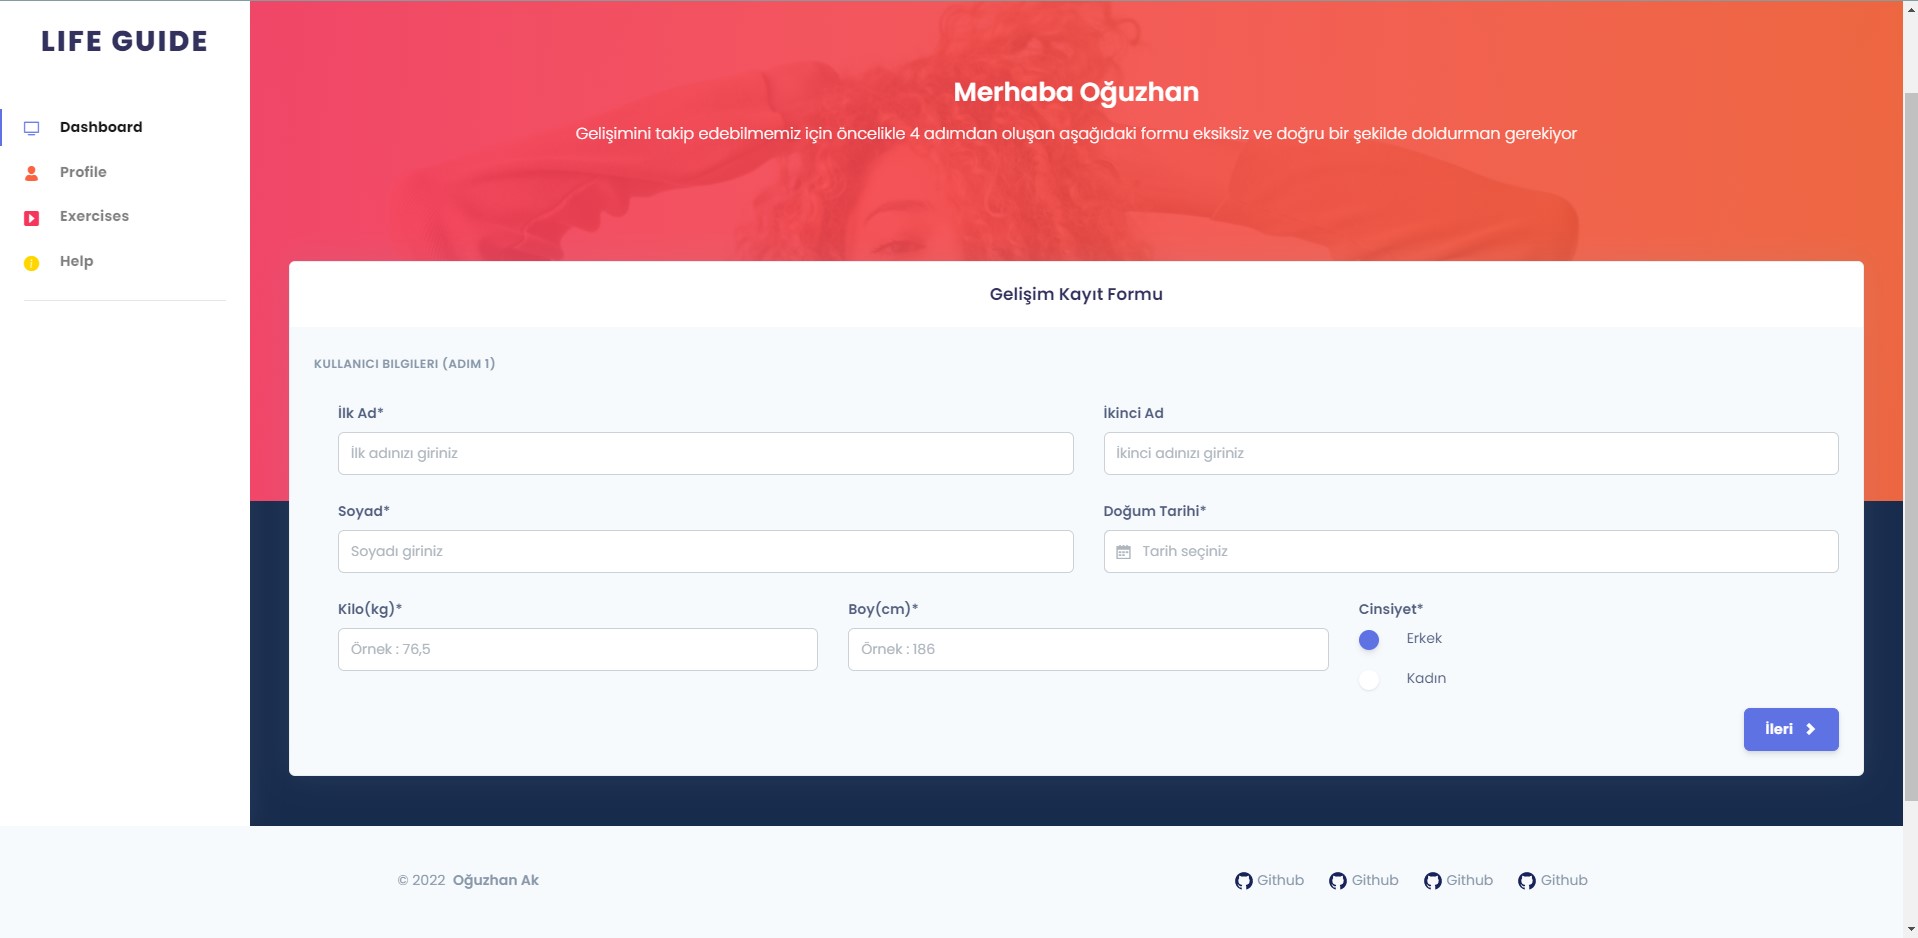 LIFE GUIDE
Dashboard
Profile
Exercises
Help
Merhaba Oğuzhan
Gelişimini takip edebilmemiz için öncelikle 4 adımdan oluşan aşağıdaki formu eksiksiz ve doğru bir şekilde doldurman gerekiyor
Gelişim Kayıt Formu
KULLANICI BILGILERI (ADIM 1)
İlk Ad* İkinci Ad
İlk adınızı giriniz İkinci adınızı giriniz
Soyad* Doğum Tarihi*
Soyadı giriniz Tarih seçiniz
Kilo(kg)* Boy(cm)* Cinsiyet*
Örnek : 76,5 Örnek : 186 Erkek
Kadın
İleri
© 2022 Oğuzhan Ak Github Github Github Github